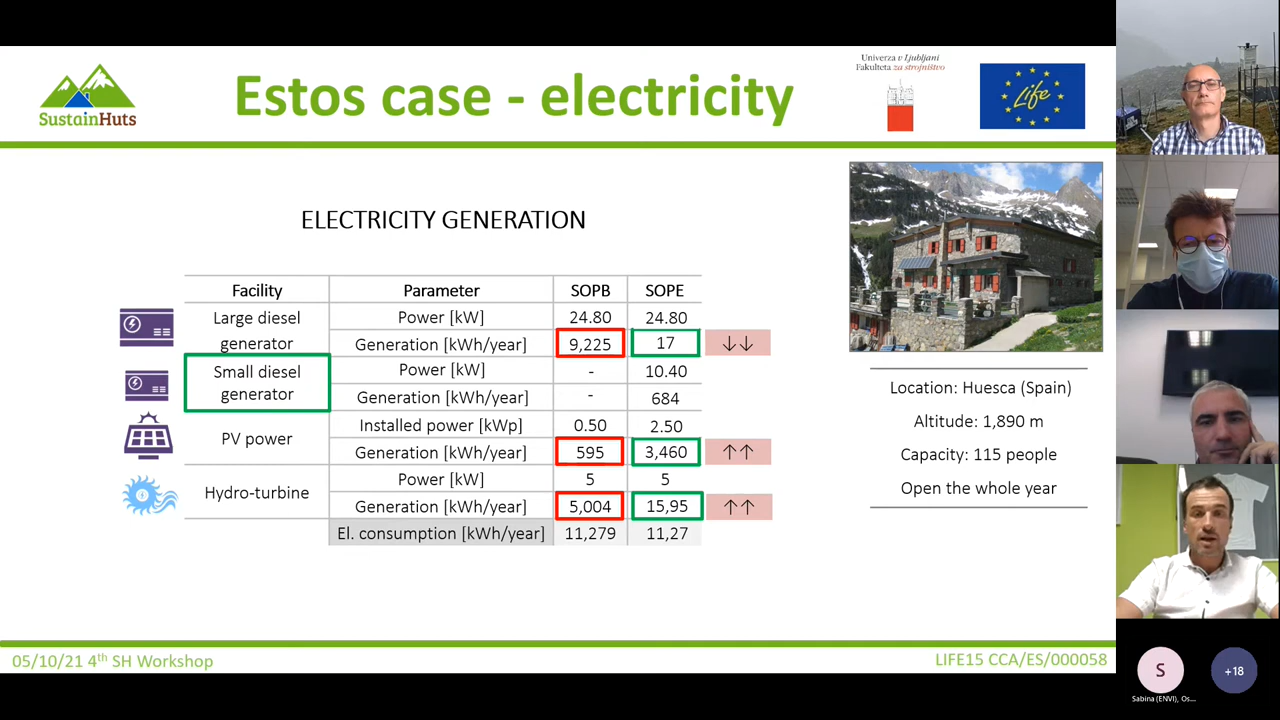 SustainHuts
Estos case - electricity
Univerza v Ljubljani
Fakulteta za strojništvo
Life
ELECTRICITY GENERATION
Facility Parameter SOPB SOPE
Large diesel generator Power [kW] 24.80 24.80
Generation [kWh/year] 9,225 17 ↓↓
Small diesel generator Power [kW] - 10.40
Generation [kWh/year] - 684
PV power Installed power [kWp] 0.50 2.50
Generation [kWh/year] 595 3,460 ↑↑
Hydro-turbine Power [kW] 5 5
Generation [kWh/year] 5,004 15,95 ↑↑
El. consumption [kWh/year] 11,279 11,27
Location: Huesca (Spain)
Altitude: 1,890 m
Capacity: 115 people
Open the whole year
05/10/21 4th SH Workshop
LIFE15 CCA/ES/000058
S
Sabina (ENVI), Os...
+18